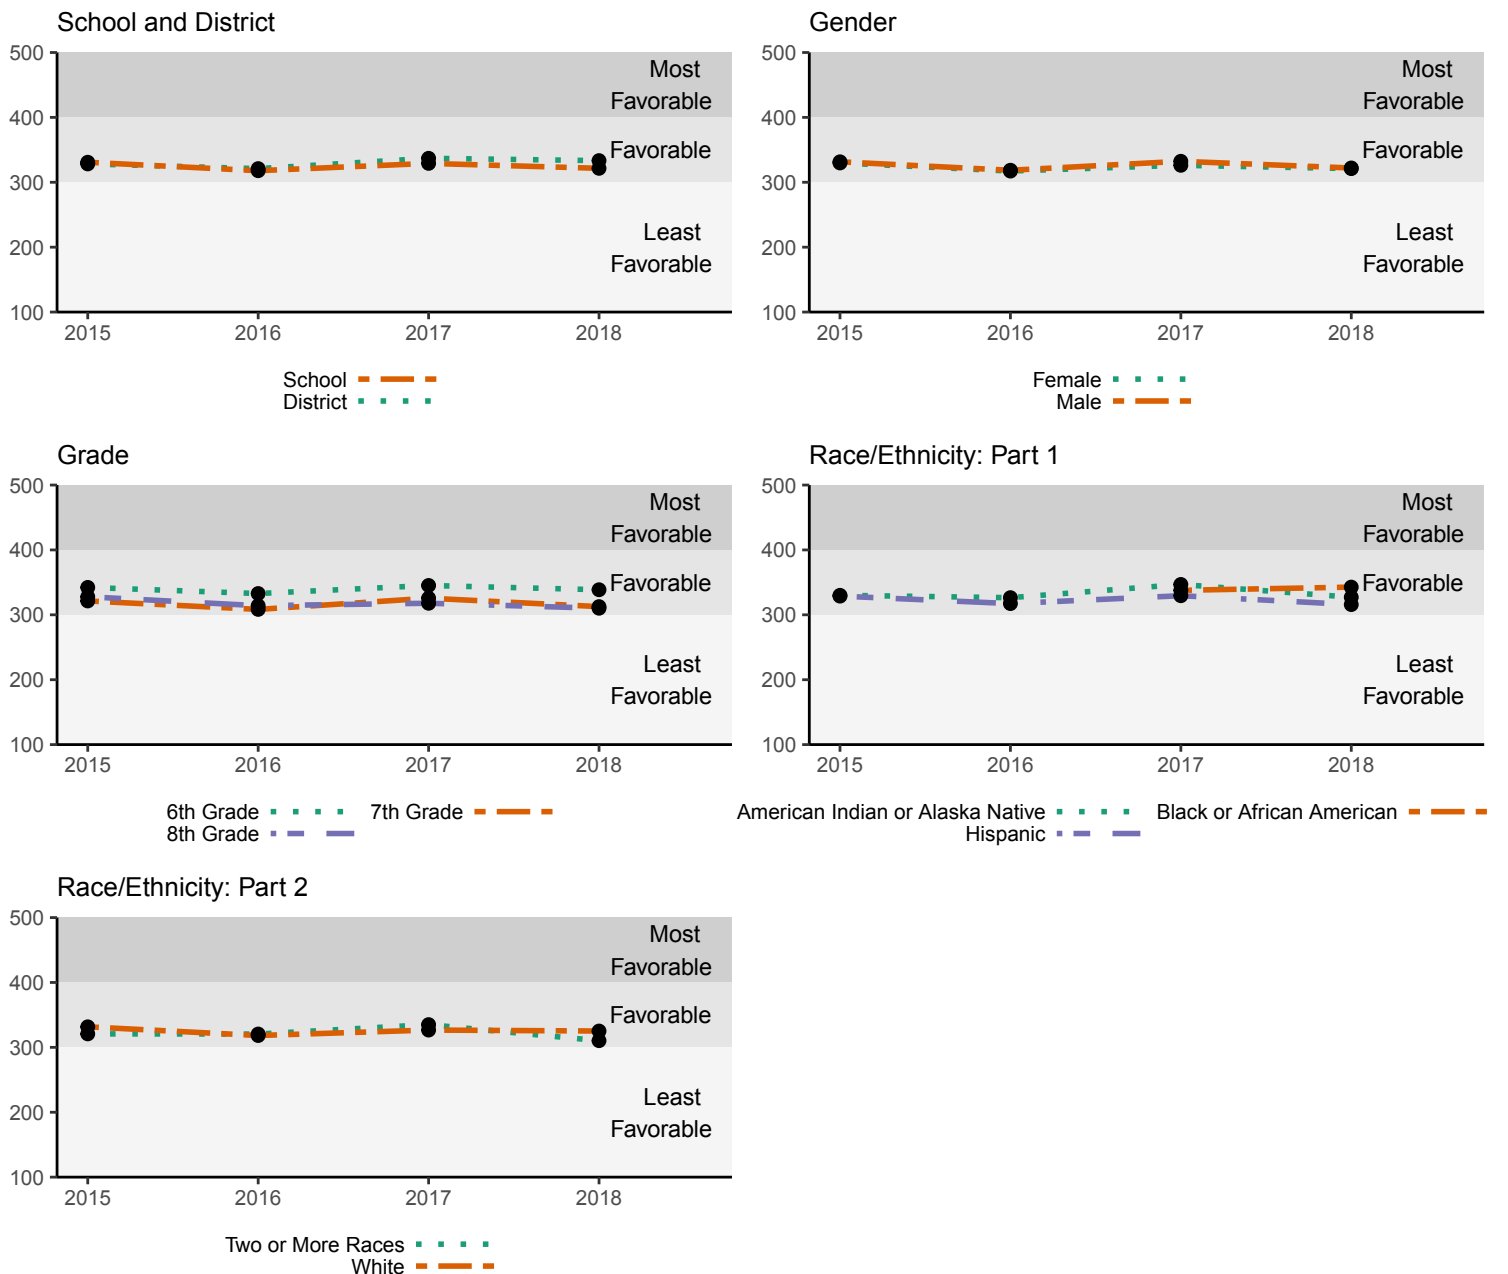 School and District
500
400
300
200
100
Most
Favorable
Favorable
Least
Favorable
2015 2016 2017 2018
School
District
Gender
500
400
300
200
100
Most
Favorable
Favorable
Least
Favorable
2015 2016 2017 2018
Female
Male
Grade
500
400
300
200
100
Most
Favorable
Favorable
Least
Favorable
2015 2016 2017 2018
6th Grade 7th Grade
8th Grade
Race/Ethnicity: Part 1
500
400
300
200
100
Most
Favorable
Favorable
Least
Favorable
2015 2016 2017 2018
American Indian or Alaska Native Black or African American
Hispanic
Race/Ethnicity: Part 2
500
400
300
200
100
Most
Favorable
Favorable
Least
Favorable
2015 2016 2017 2018
Two or More Races
White